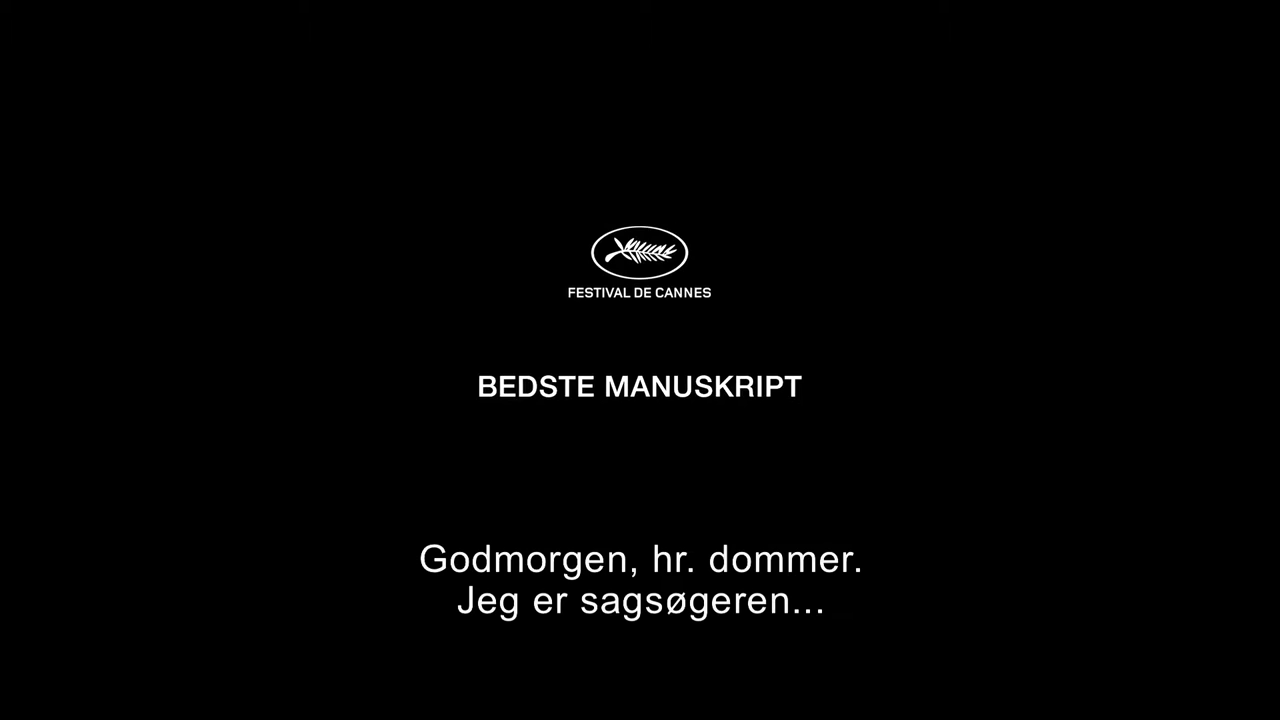 FESTIVAL DE CANNES
BEDSTE MANUSKRIPT
Godmorgen, hr. dommer.
Jeg er sagsøgeren...